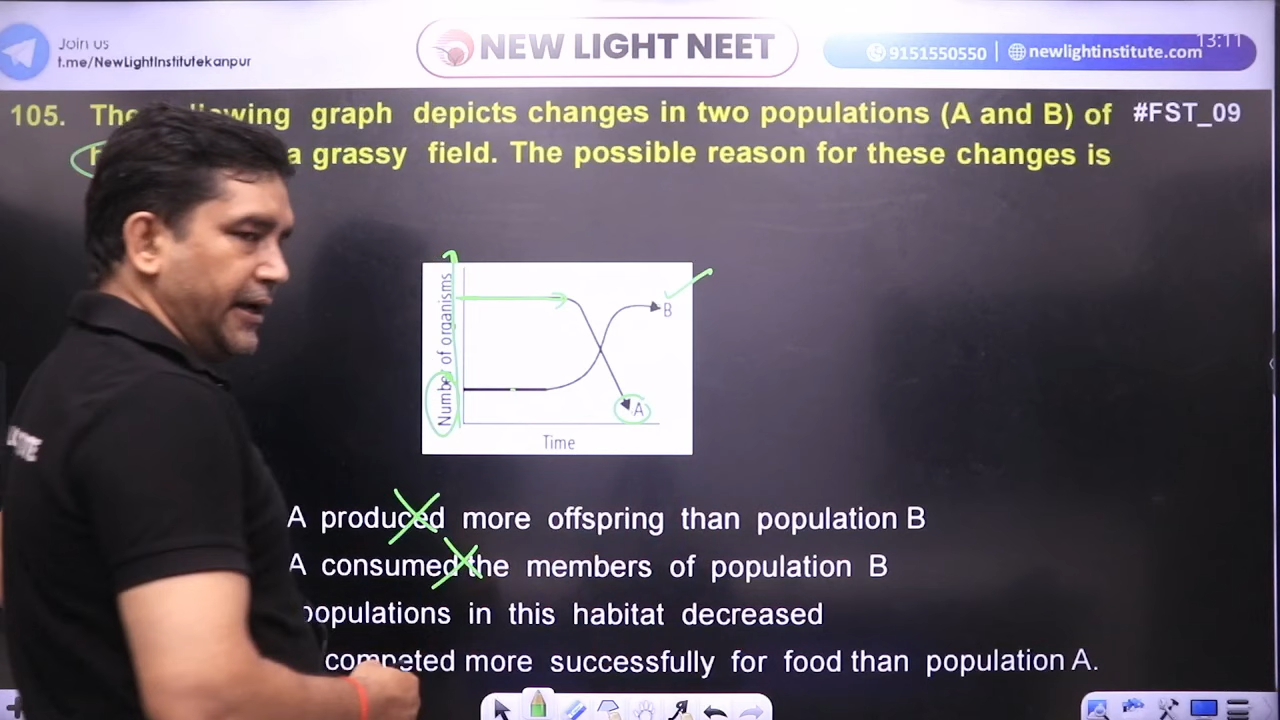 Join us
t.me/NewLightInstitutekanpur
NEW LIGHT NEET
9151550550 | newlightinstitute.com
13:11
105. The wing graph depicts changes in two populations (A and B) of #FST_09
a grassy field. The possible reason for these changes is
Number of organisms
B
A
Time
A produced more offspring than population B
A consumed the members of population B
populations in this habitat decreased
competed more successfully for food than population A.